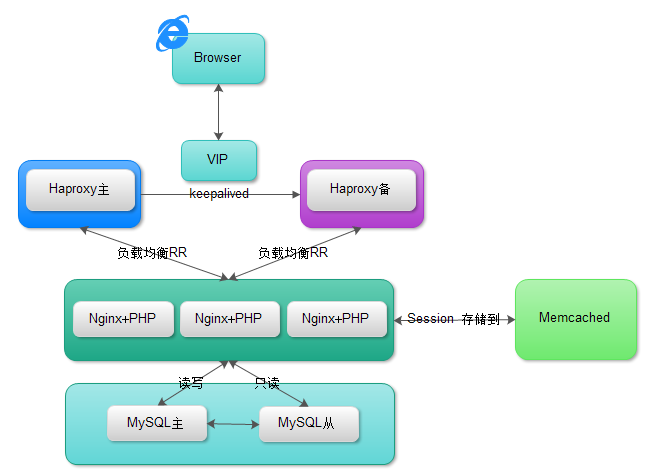 Browser
VIP
Haproxy主
keepalived
Haproxy备
负载均衡RR
负载均衡RR
Nginx+PHP
Nginx+PHP
Nginx+PHP
Session 存储到
Memcached
读写
只读
MySQL主
MySQL从